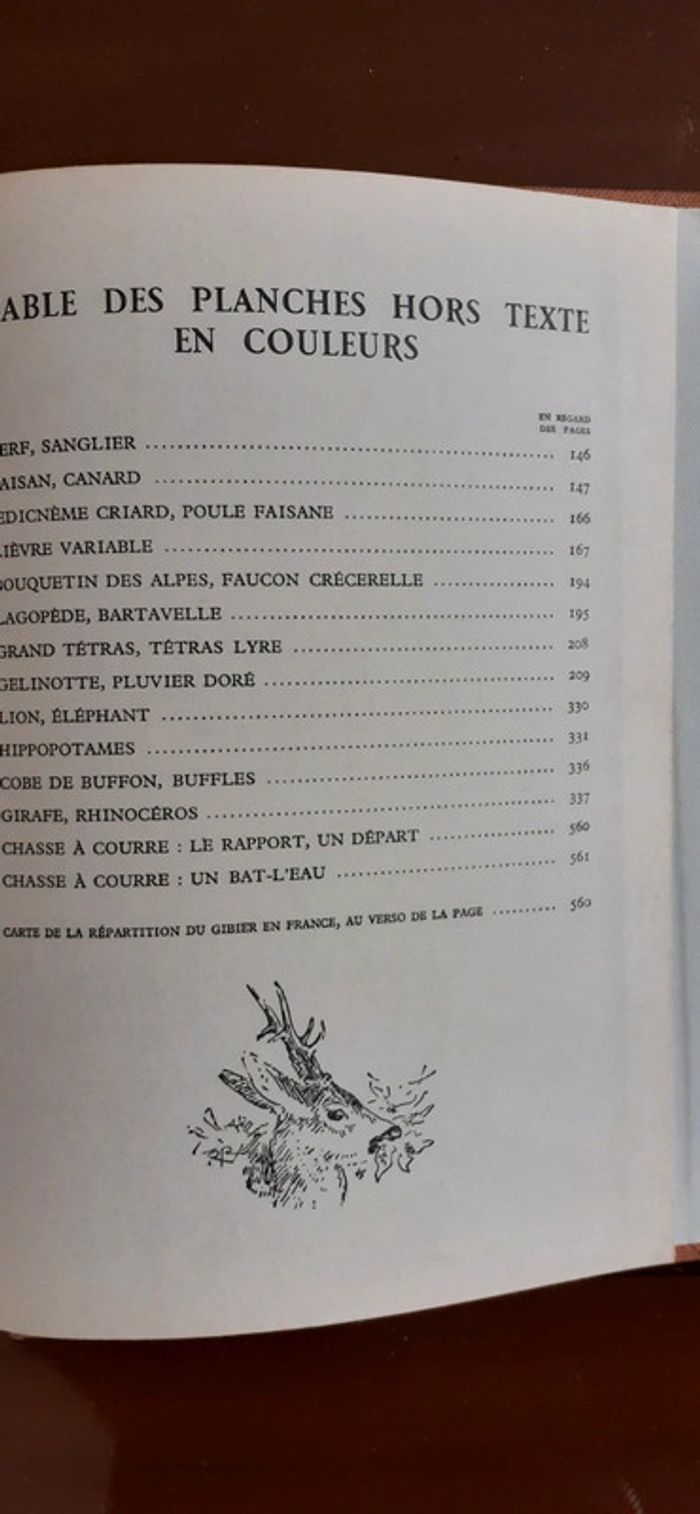 ABLE DES PLANCHES HORS TEXTE
EN COULEURS
EN REGARD
DES PAGES
ERF, SANGLIER .......... 146
AISAN, CANARD .......... 147
EDICNÈME CRIARD, POULE FAISANE .......... 166
IÈVRE VARIABLE .......... 167
BOUQUETIN DES ALPES, FAUCON CRÉCERELLE .......... 194
LAGOPÈDE, BARTAVELLE .......... 195
GRAND TÉTRAS, TÉTRAS LYRE .......... 208
GELINOTTE, PLUVIER DORÉ .......... 209
LION, ÉLÉPHANT .......... 330
HIPPOPOTAMES .......... 331
COBE DE BUFFON, BUFFLES .......... 336
GIRAFE, RHINOCÉROS .......... 337
CHASSE À COURRE : LE RAPPORT, UN DÉPART .......... 560
CHASSE À COURRE : UN BAT-L'EAU .......... 561
CARTE DE LA RÉPARTITION DU GIBIER EN FRANCE, AU VERSO DE LA PAGE .......... 560